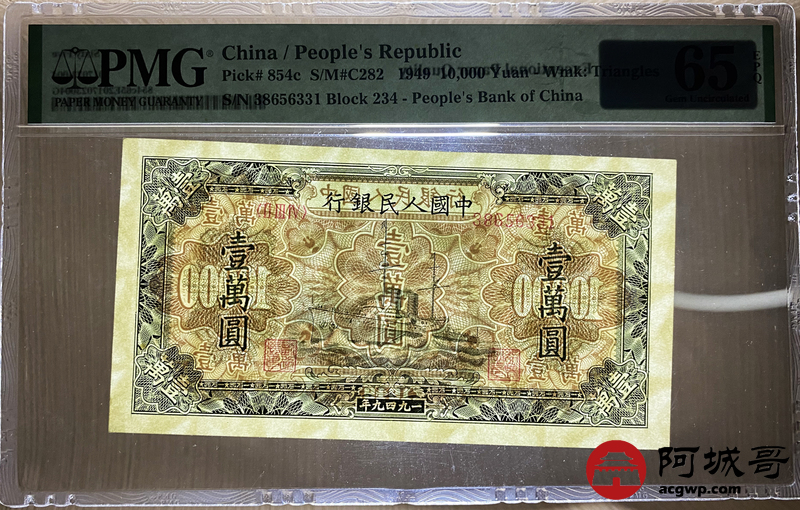 PMG
PAPER MONEY GUARANTY
China / People's Republic
Pick# 854c S/M#C282 1949 10,000 Yuan - Wmk: Triangles
S/N 38656331 Block 234 - People's Bank of China
65 EPQ
Gem Uncirculated
中國人民銀行
壹萬圓
壹萬圓
壹萬圓
一九四九年
阿城哥
acgwp.com